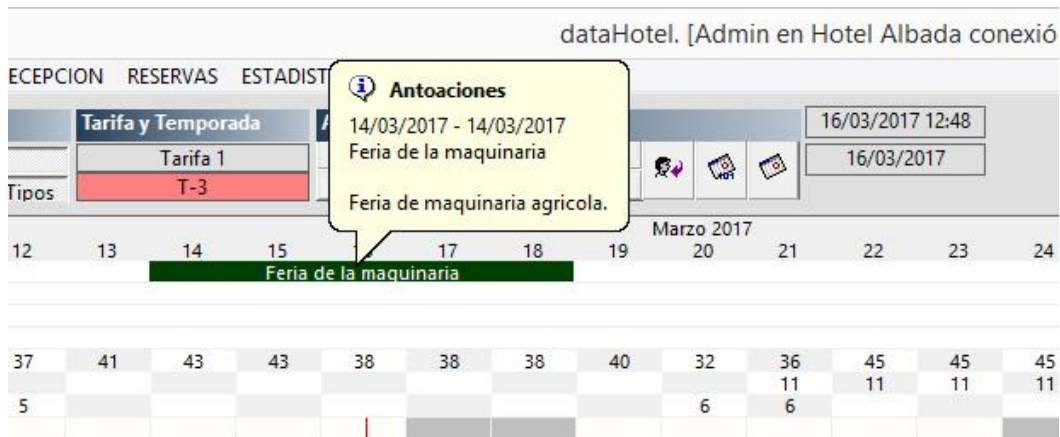 dataHotel. [Admin en Hotel Albada conexió
ECEPCION RESERVAS ESTADIST
Antoaciones
14/03/2017 - 14/03/2017
Feria de la maquinaria
Feria de maquinaria agricola.
Tarifa y Temporada
Tarifa 1
T-3
Tipos
16/03/2017 12:48
16/03/2017
Marzo 2017
12 13 14 15 17 18 19 20 21 22 23 24
Feria de la maquinaria
37 41 43 43 38 38 38 40 32 36 45 45 45
11 11 11 11
5 6 6